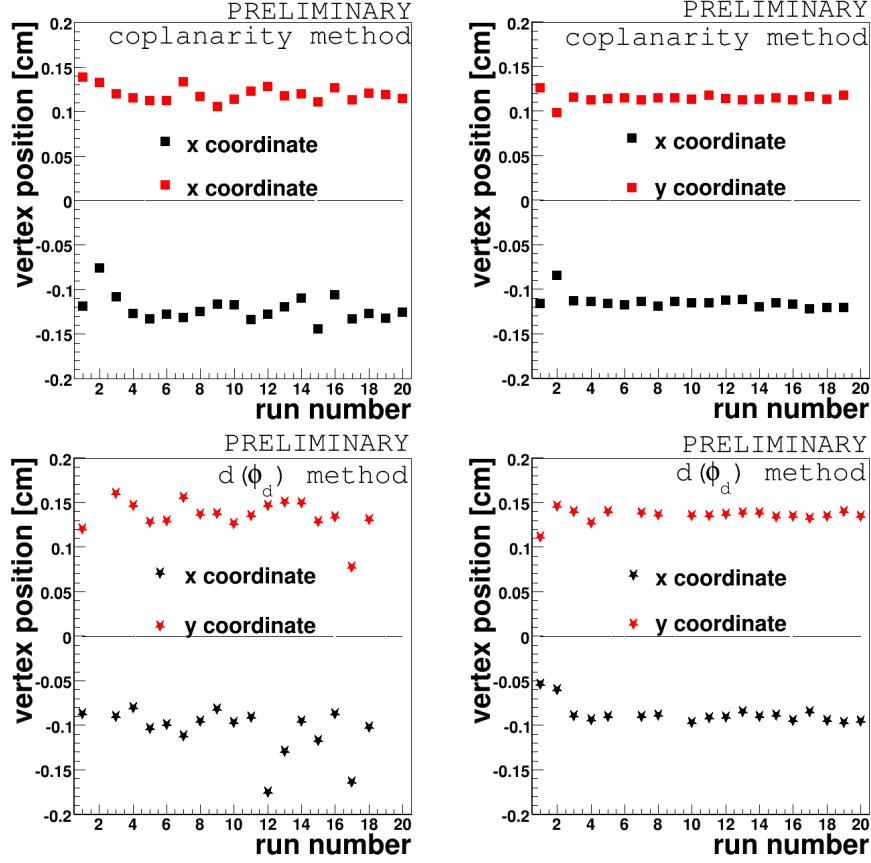 PRELIMINARY
coplanarity method
vertex position [cm]
0.2
0.15
0.1
0.05
0
-0.05
-0.1
-0.15
-0.2
x coordinate
x coordinate
2 4 6 8 10 12 14 16 18 20
run number
PRELIMINARY
coplanarity method
vertex position [cm]
0.2
0.15
0.1
0.05
0
-0.05
-0.1
-0.15
-0.2
x coordinate
y coordinate
2 4 6 8 10 12 14 16 18 20
run number
PRELIMINARY
d(ϕd) method
vertex position [cm]
0.2
0.15
0.1
0.05
0
-0.05
-0.1
-0.15
-0.2
x coordinate
y coordinate
2 4 6 8 10 12 14 16 18 20
run number
PRELIMINARY
d(ϕd) method
vertex position [cm]
0.2
0.15
0.1
0.05
0
-0.05
-0.1
-0.15
-0.2
x coordinate
y coordinate
2 4 6 8 10 12 14 16 18 20
run number